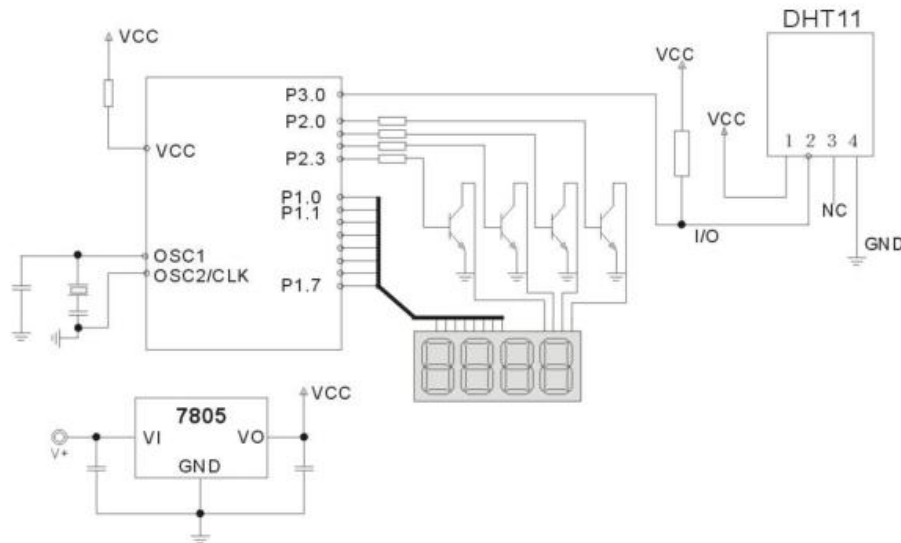 DHT11
VCC
VCC
VCC
P3.0
P2.0
P2.3
VCC
1 2 3 4
P1.0
P1.1
NC
I/O
GND
OSC1
OSC2/CLK
P1.7
VCC
7805
V+
VI
VO
GND